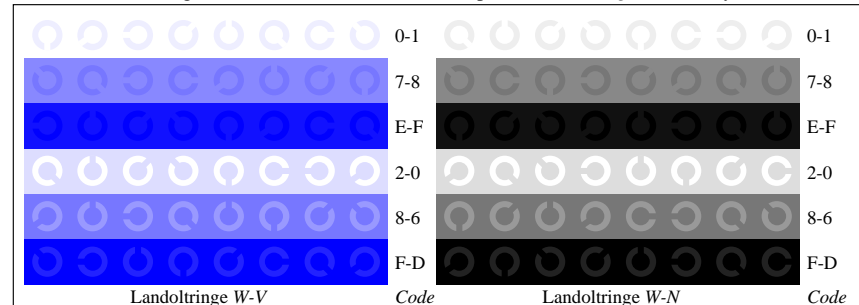 0-1 0-1
7-8 7-8
E-F E-F
2-0 2-0
8-6 8-6
F-D F-D
Landoltringe W-V Code Landoltringe W-N Code